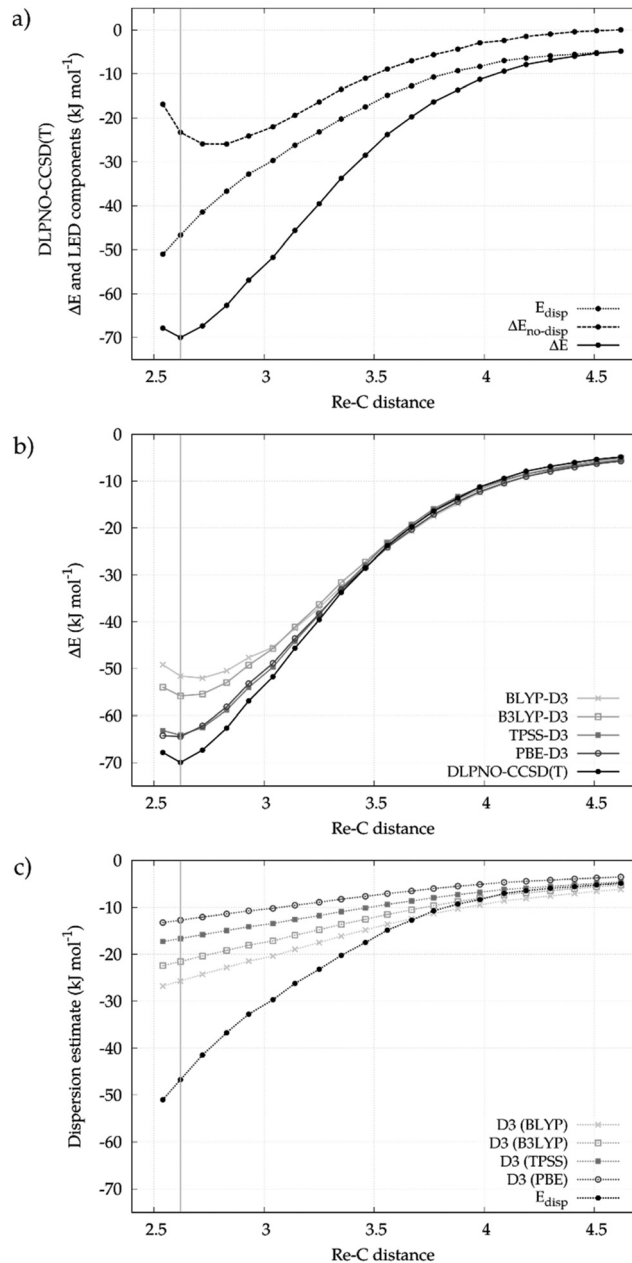 a)
0
-10
-20
-30
-40
-50
-60
-70
DLPNO-CCSD(T)
ΔE and LED components (kJ mol⁻¹)
E_disp
ΔE_no-disp
ΔE
2.5 3 3.5 4 4.5
Re-C distance
b)
0
-10
-20
-30
-40
-50
-60
-70
ΔE (kJ mol⁻¹)
BLYP-D3
B3LYP-D3
TPSS-D3
PBE-D3
DLPNO-CCSD(T)
2.5 3 3.5 4 4.5
Re-C distance
c)
0
-10
-20
-30
-40
-50
-60
-70
Dispersion estimate (kJ mol⁻¹)
D3 (BLYP)
D3 (B3LYP)
D3 (TPSS)
D3 (PBE)
E_disp
2.5 3 3.5 4 4.5
Re-C distance